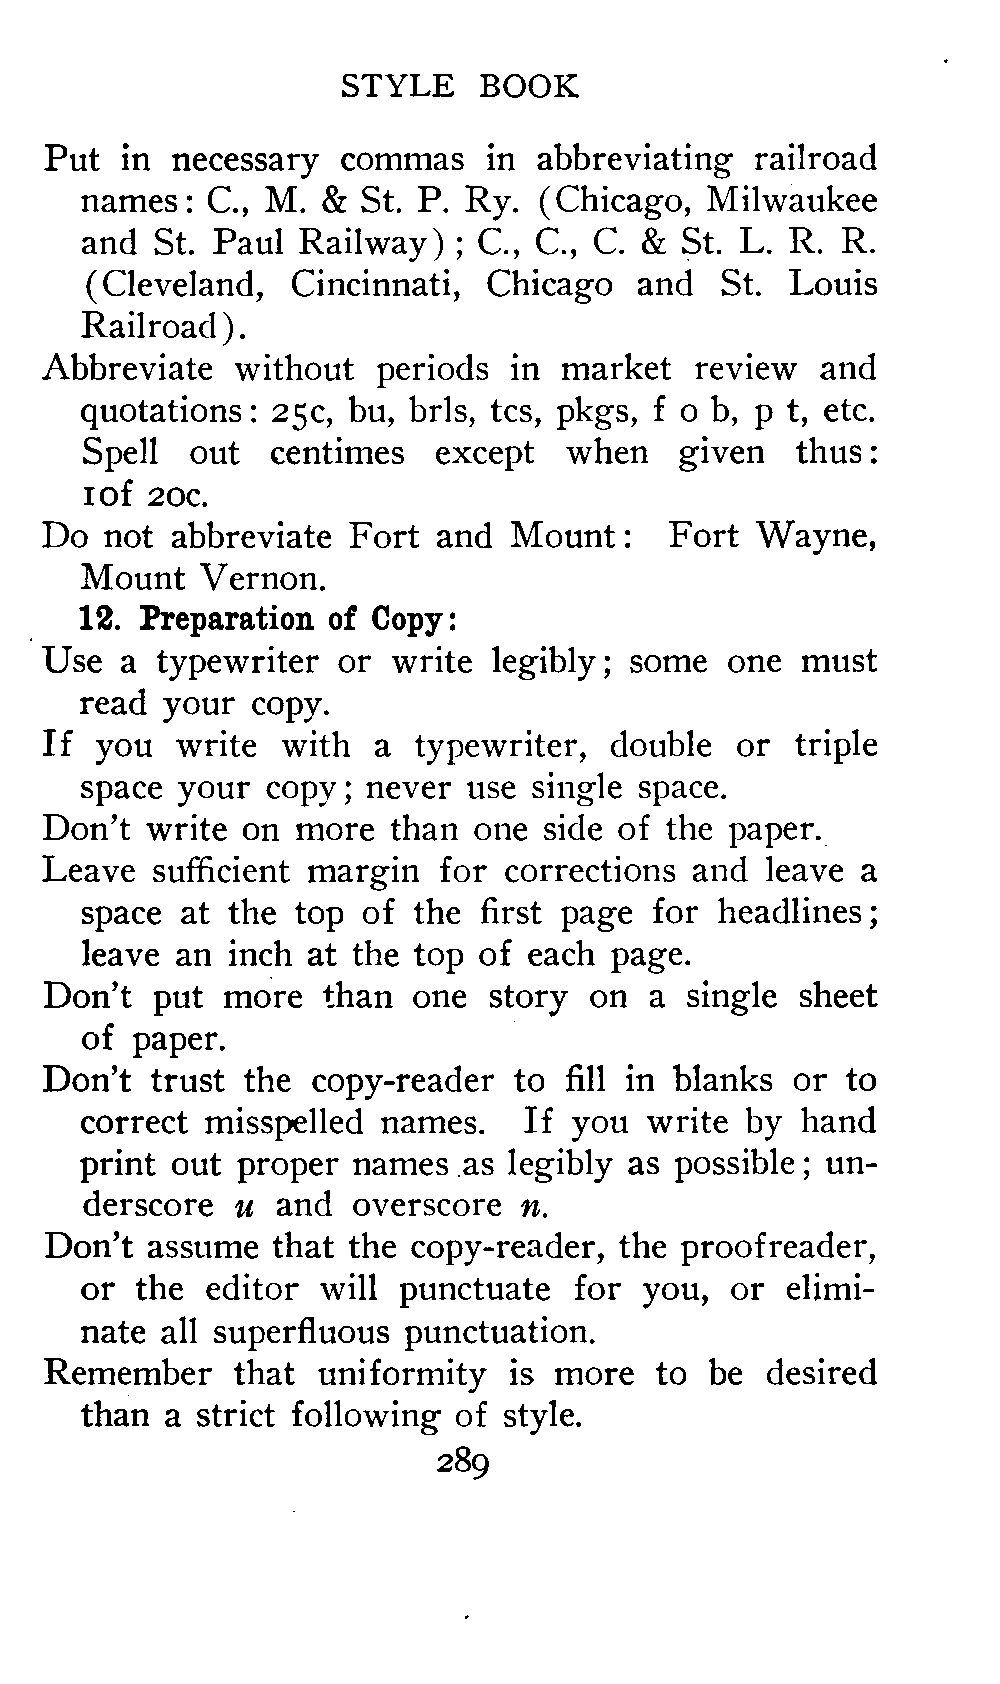 STYLE BOOK
Put in necessary commas in abbreviating railroad
names: C., M. & St. P. Ry. (Chicago, Milwaukee
and St. Paul Railway); C., C., C. & St. L. R. R.
(Cleveland, Cincinnati, Chicago and St. Louis
Railroad).
Abbreviate without periods in market review and
quotations: 25c, bu, brls, tcs, pkgs, f o b, p t, etc.
Spell out centimes except when given thus:
10f 20c.
Do not abbreviate Fort and Mount: Fort Wayne,
Mount Vernon.
12. Preparation of Copy:
Use a typewriter or write legibly; some one must
read your copy.
If you write with a typewriter, double or triple
space your copy; never use single space.
Don't write on more than one side of the paper.
Leave sufficient margin for corrections and leave a
space at the top of the first page for headlines;
leave an inch at the top of each page.
Don't put more than one story on a single sheet
of paper.
Don't trust the copy-reader to fill in blanks or to
correct misspelled names. If you write by hand
print out proper names as legibly as possible; un-
derscore u and overscore n.
Don't assume that the copy-reader, the proofreader,
or the editor will punctuate for you, or elimi-
nate all superfluous punctuation.
Remember that uniformity is more to be desired
than a strict following of style.
289